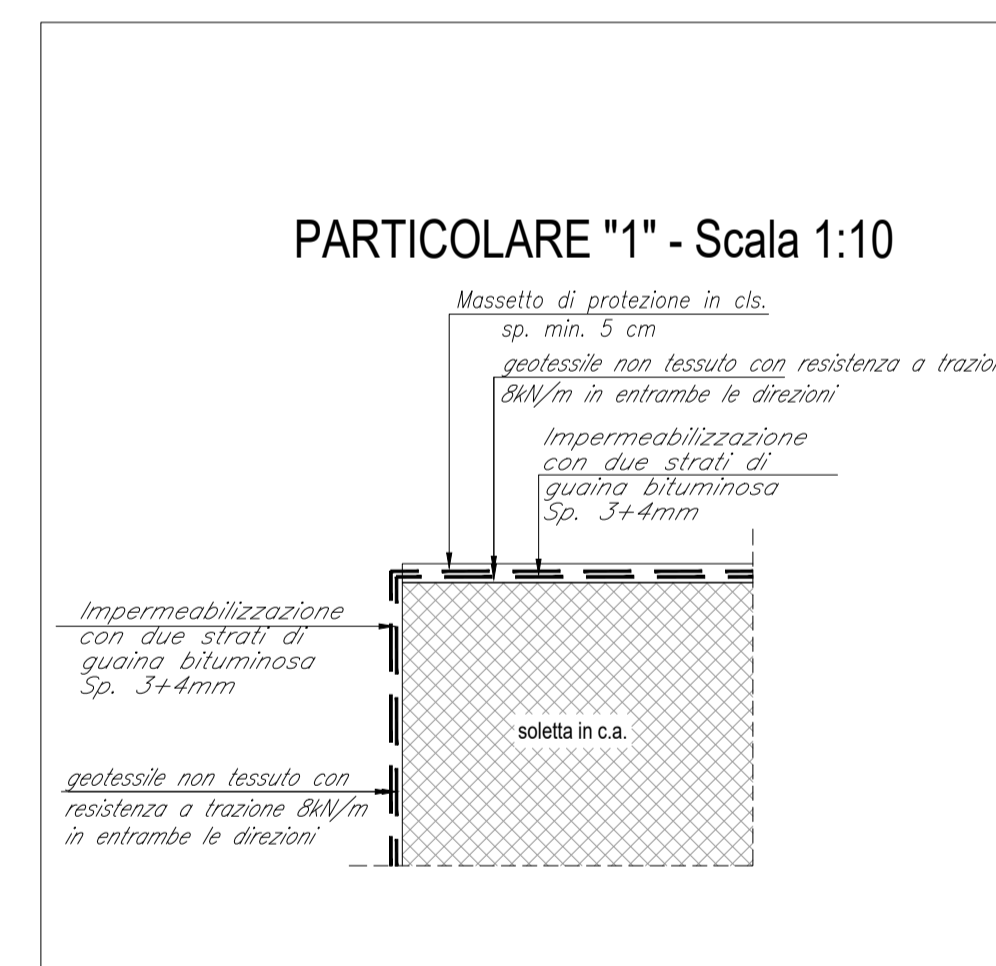 PARTICOLARE "1" - Scala 1:10
Massetto di protezione in cls.
sp. min. 5 cm
geotessile non tessuto con resistenza a
8kN/m in entrambe le direzioni
Impermeabilizzazione
con due strati di
guaina bituminosa
Sp. 3+4mm
Impermeabilizzazione
con due strati di
guaina bituminosa
Sp. 3+4mm
soletta in c.a.
geotessile non tessuto con
resistenza a trazione 8kN/m
in entrambe le direzioni